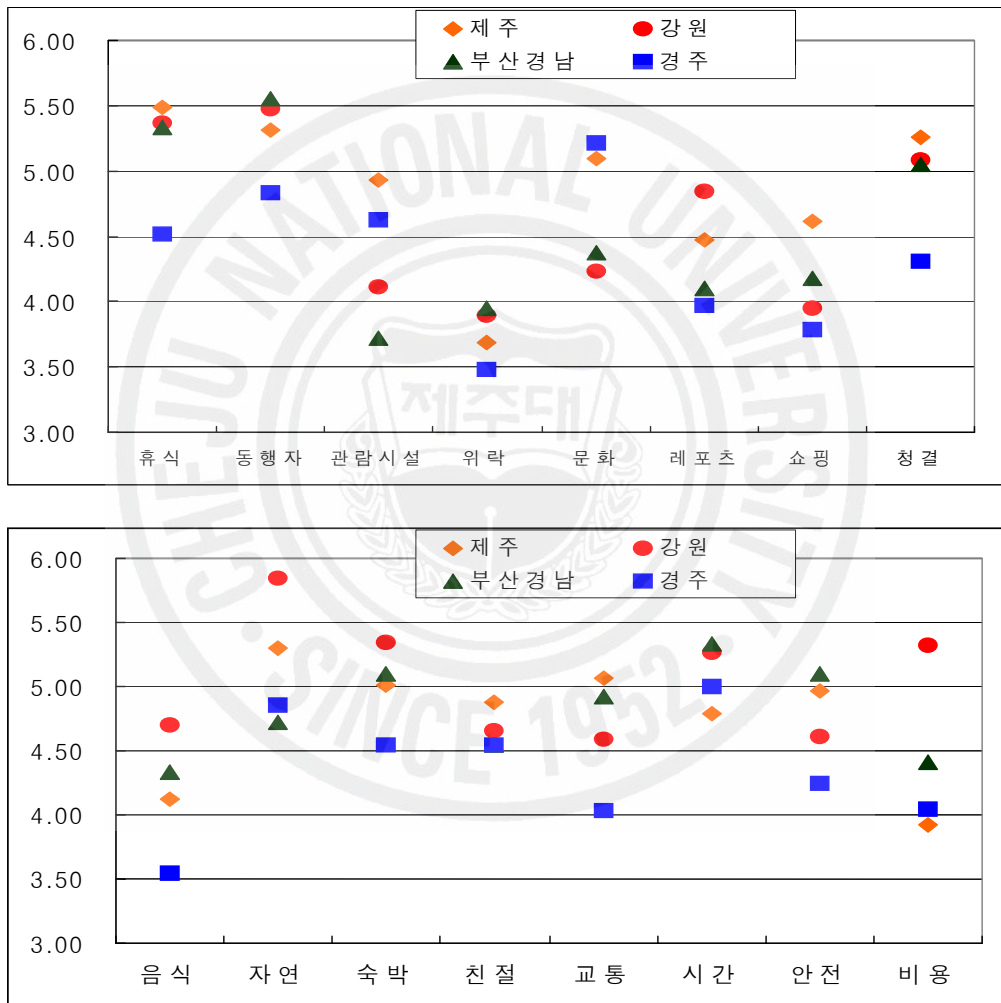 제주 강원
부산경남 경주
6.00
5.50
5.00
4.50
4.00
3.50
3.00
휴식 동행자 관람시설 위락 문화 레포츠 쇼핑 청결
제주 강원
부산경남 경주
6.00
5.50
5.00
4.50
4.00
3.50
3.00
음식 자연 숙박 친절 교통 시간 안전 비용
CHEJU NATIONAL UNIVERSITY
SINCE 1952
제주대